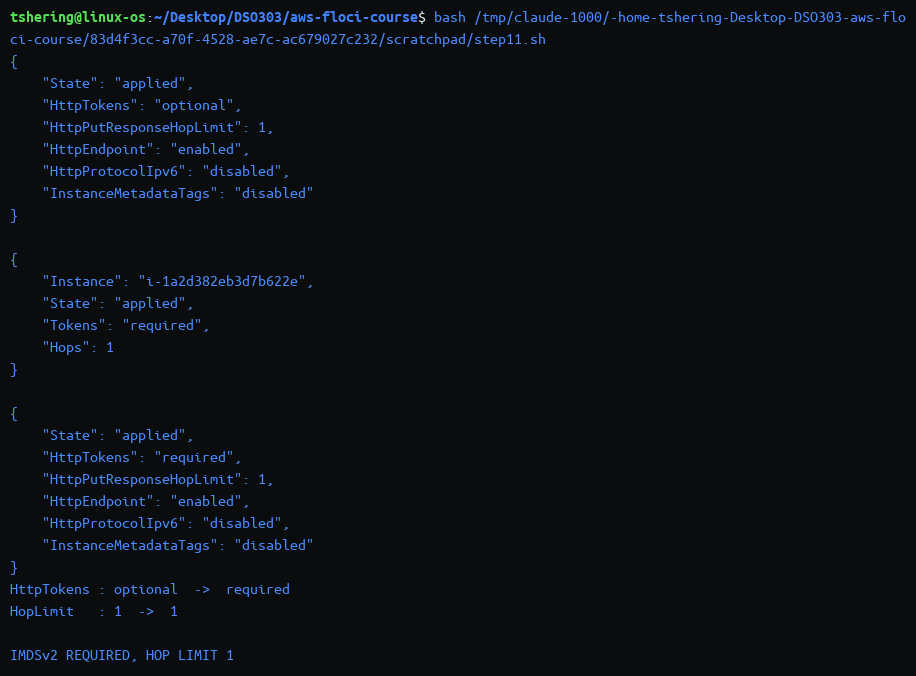 tshering@linux-os:~/Desktop/DSO303/aws-floci-course$ bash /tmp/claude-1000/-home-tshering-Desktop-DSO303-aws-flo
ci-course/83d4f3cc-a70f-4528-ae7c-ac679027c232/scratchpad/step11.sh
{
    "State": "applied",
    "HttpTokens": "optional",
    "HttpPutResponseHopLimit": 1,
    "HttpEndpoint": "enabled",
    "HttpProtocolIpv6": "disabled",
    "InstanceMetadataTags": "disabled"
}

{
    "Instance": "i-1a2d382eb3d7b622e",
    "State": "applied",
    "Tokens": "required",
    "Hops": 1
}

{
    "State": "applied",
    "HttpTokens": "required",
    "HttpPutResponseHopLimit": 1,
    "HttpEndpoint": "enabled",
    "HttpProtocolIpv6": "disabled",
    "InstanceMetadataTags": "disabled"
}
HttpTokens : optional  ->  required
HopLimit   : 1  ->  1

IMDSv2 REQUIRED, HOP LIMIT 1